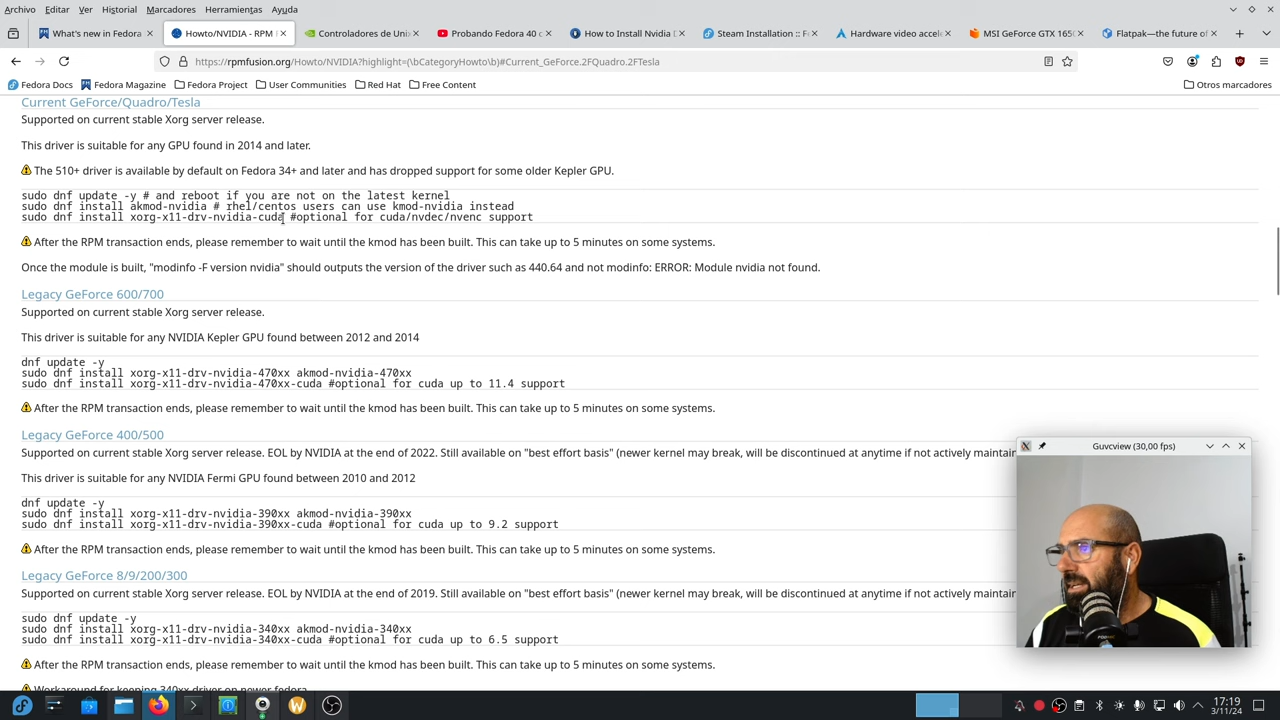 Archivo Editar Ver Historial Marcadores Herramientas Ayuda
What's new in Fedora
Howto/NVIDIA - RPM
Controladores de Uni
Probando Fedora 40 c
How to Install Nvidia D
Steam Installation :: Fe
Hardware video accel
MSI GeForce GTX 165
Flatpak—the future of
https://rpmfusion.org/Howto/NVIDIA?highlight=(\bCategoryHowto\b)#Current_GeForce.2FQuadro.2FTesla
Fedora Docs Fedora Magazine Fedora Project User Communities Red Hat Free Content Otros marcadores
Current GeForce/Quadro/Tesla
Supported on current stable Xorg server release.
This driver is suitable for any GPU found in 2014 and later.
The 510+ driver is available by default on Fedora 34+ and later and has dropped support for some older Kepler GPU.
sudo dnf update -y # and reboot if you are not on the latest kernel
sudo dnf install akmod-nvidia # rhel/centos users can use kmod-nvidia instead
sudo dnf install xorg-x11-drv-nvidia-cuda #optional for cuda/nvdec/nvenc support
After the RPM transaction ends, please remember to wait until the kmod has been built. This can take up to 5 minutes on some systems.
Once the module is built, "modinfo -F version nvidia" should outputs the version of the driver such as 440.64 and not modinfo: ERROR: Module nvidia not found.
Legacy GeForce 600/700
Supported on current stable Xorg server release.
This driver is suitable for any NVIDIA Kepler GPU found between 2012 and 2014
dnf update -y
sudo dnf install xorg-x11-drv-nvidia-470xx akmod-nvidia-470xx
sudo dnf install xorg-x11-drv-nvidia-470xx-cuda #optional for cuda up to 11.4 support
After the RPM transaction ends, please remember to wait until the kmod has been built. This can take up to 5 minutes on some systems.
Legacy GeForce 400/500
Supported on current stable Xorg server release. EOL by NVIDIA at the end of 2022. Still available on "best effort basis" (newer kernel may break, will be discontinued at anytime if not actively maintain
This driver is suitable for any NVIDIA Fermi GPU found between 2010 and 2012
dnf update -y
sudo dnf install xorg-x11-drv-nvidia-390xx akmod-nvidia-390xx
sudo dnf install xorg-x11-drv-nvidia-390xx-cuda #optional for cuda up to 9.2 support
After the RPM transaction ends, please remember to wait until the kmod has been built. This can take up to 5 minutes on some systems.
Legacy GeForce 8/9/200/300
Supported on current stable Xorg server release. EOL by NVIDIA at the end of 2019. Still available on "best effort basis" (newer kernel may break, will be discontinued at anytime if not actively maintain
sudo dnf update -y
sudo dnf install xorg-x11-drv-nvidia-340xx akmod-nvidia-340xx
sudo dnf install xorg-x11-drv-nvidia-340xx-cuda #optional for cuda up to 6.5 support
After the RPM transaction ends, please remember to wait until the kmod has been built. This can take up to 5 minutes on some systems.
Workaround for keeping 340xx driver on newer fedora
Guvcview (30,00 fps)
17:19
3/11/24